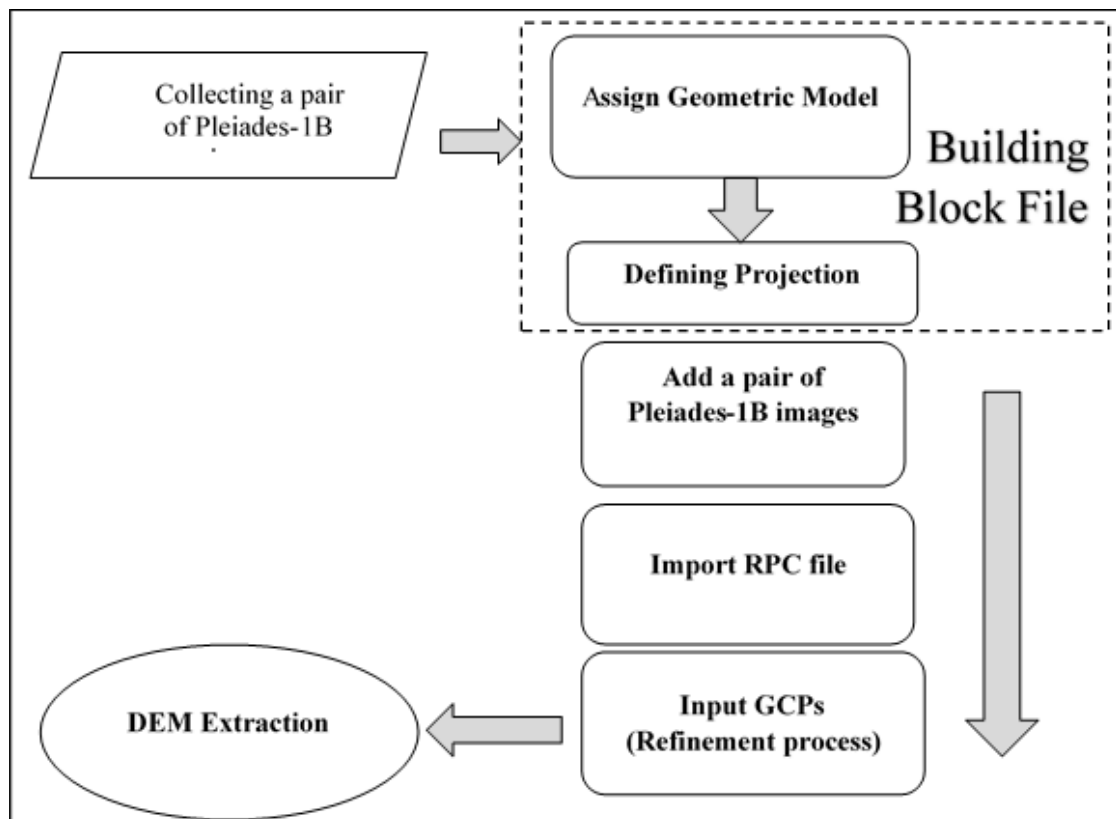 Collecting a pair
of Pleiades-1B
.
Assign Geometric Model
Building
Block File
Defining Projection
Add a pair of
Pleiades-1B images
Import RPC file
Input GCPs
(Refinement process)
DEM Extraction